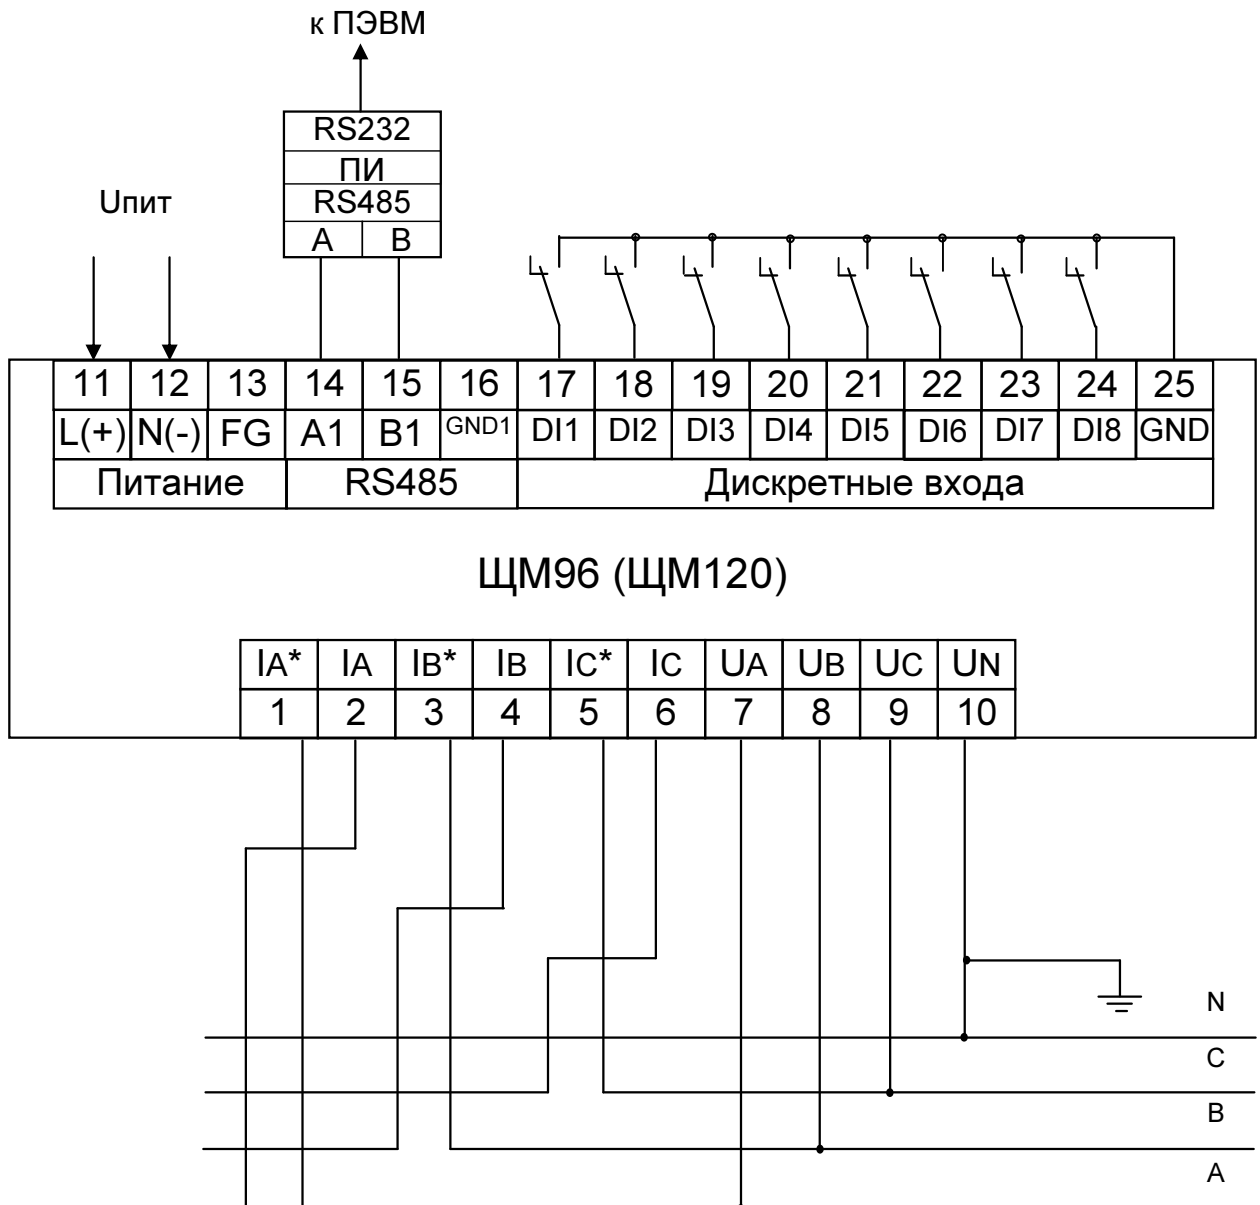 к ПЭВМ
RS232
ПИ
RS485
A B
Uпит
11 12 13 14 15 16 17 18 19 20 21 22 23 24 25
L(+) N(-) FG A1 B1 GND1 DI1 DI2 DI3 DI4 DI5 DI6 DI7 DI8 GND
Питание RS485 Дискретные входа
ЩМ96 (ЩМ120)
IA* IA IB* IB IC* IC UA UB UC UN
1 2 3 4 5 6 7 8 9 10
N
C
B
A